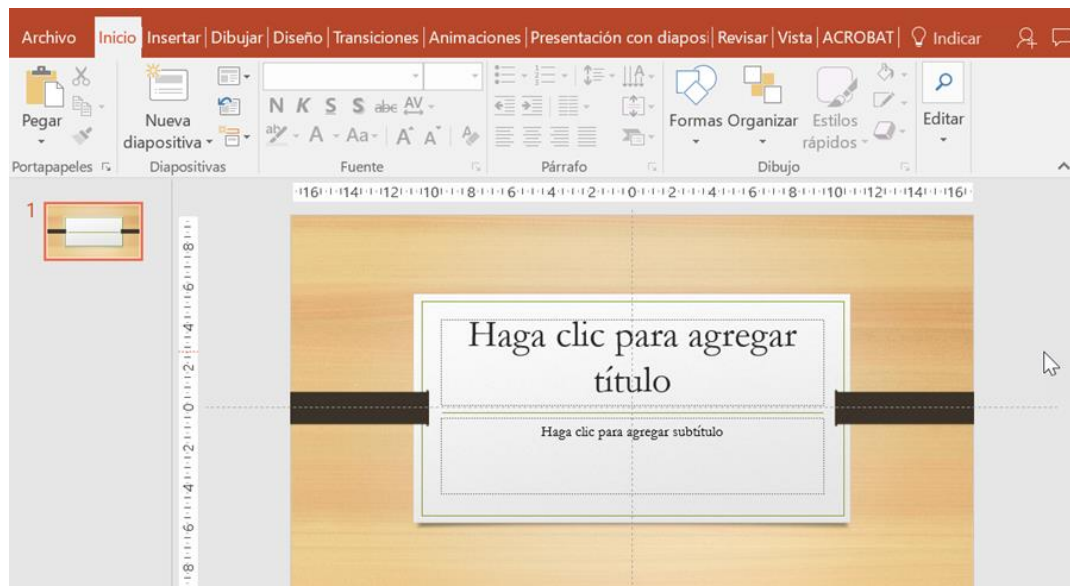 Archivo Inicio Insertar Dibujar Diseño Transiciones Animaciones Presentación con diaposi Revisar Vista ACROBAT Indicar
Pegar
Nueva diapositiva
N K S S abc AV
A Aa A A
Formas Organizar Estilos rápidos
Editar
Portapapeles Diapositivas Fuente Párrafo Dibujo
16 14 12 10 8 6 4 2 0 2 4 6 8 10 12 14 16
1
8 6 4 2 0 2 4 6 8
Haga clic para agregar
título
Haga clic para agregar subtítulo